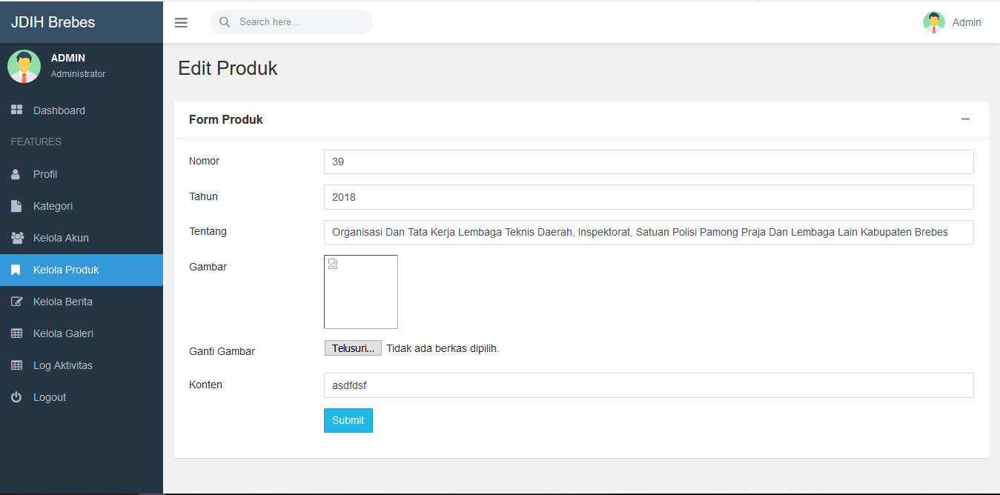 JDIH Brebes
Search here...
Admin
ADMIN
Administrator
Dashboard
FEATURES
Profil
Kategori
Kelola Akun
Kelola Produk
Kelola Berita
Kelola Galeri
Log Aktivitas
Logout
Edit Produk
Form Produk
Nomor
39
Tahun
2018
Tentang
Organisasi Dan Tata Kerja Lembaga Teknis Daerah, Inspektorat, Satuan Polisi Pamong Praja Dan Lembaga Lain Kabupaten Brebes
Gambar
Ganti Gambar
Telusuri... Tidak ada berkas dipilih.
Konten
asdfdsf
Submit